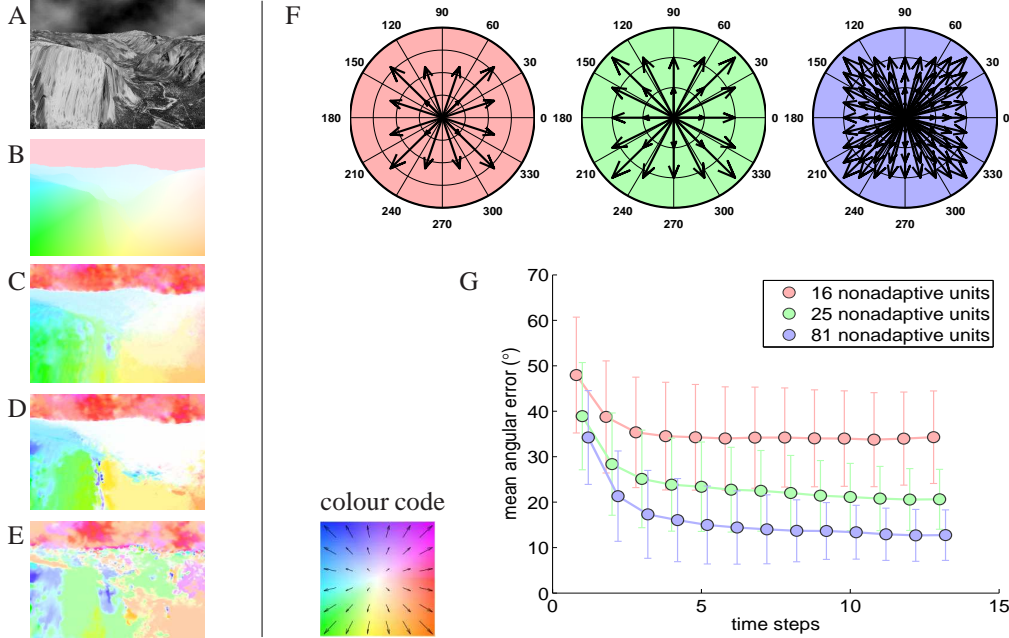 A
B
C
D
E
colour code
F
90
120 60
150 30
180 0
210 330
240 300
270
90
120 60
150 30
180 0
210 330
240 300
270
90
120 60
150 30
180 0
210 330
240 300
270
G
16 nonadaptive units
25 nonadaptive units
81 nonadaptive units
mean angular error (°)
70
60
50
40
30
20
10
0
0 5 10 15
time steps